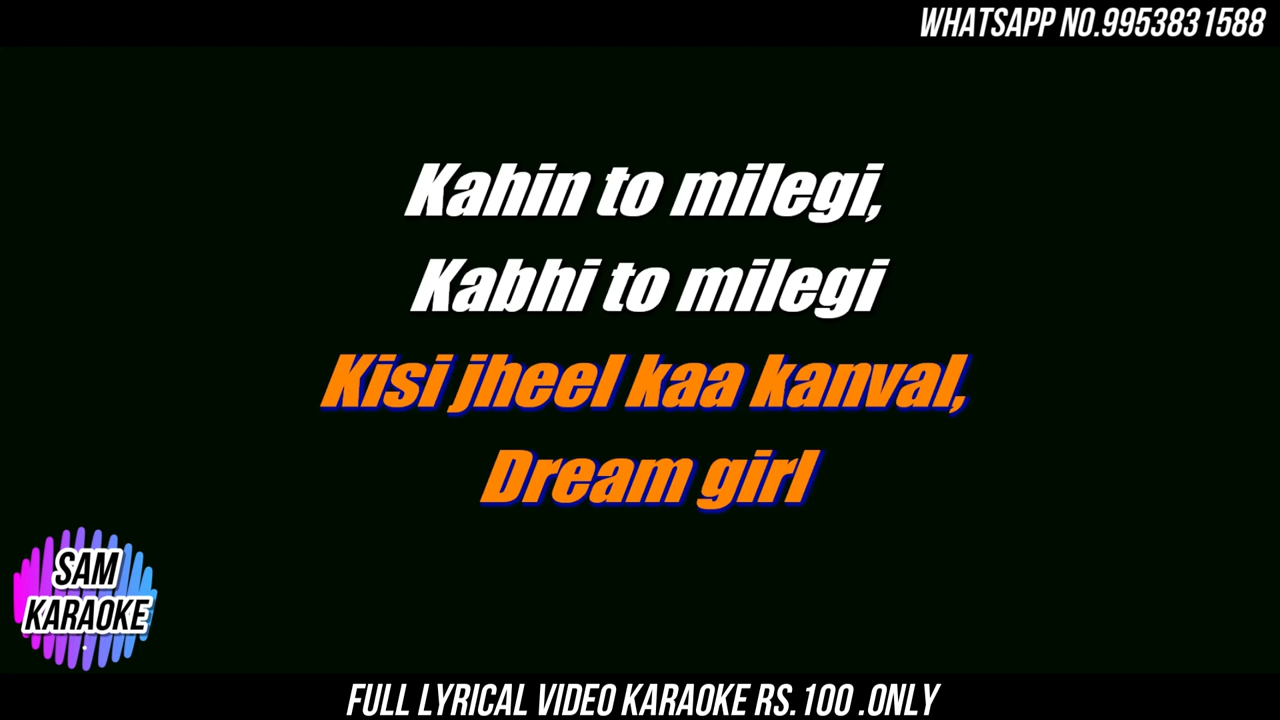 WHATSAPP NO.9953831588
Kahin to milegi,
Kabhi to milegi
Kisi jheel kaa kanval,
Dream girl
SAM
KARAOKE
FULL LYRICAL VIDEO KARAOKE RS.100 .ONLY